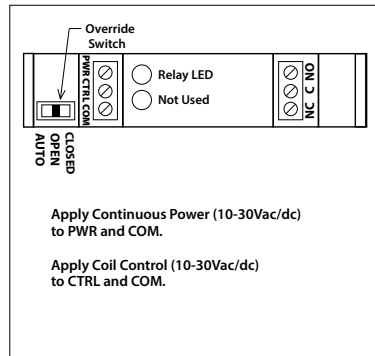 Override
Switch
PWR CTRL COM
Relay LED
Not Used
NC C NO
AUTO
OPEN
CLOSED
Apply Continuous Power (10-30Vac/dc)
to PWR and COM.
Apply Coil Control (10-30Vac/dc)
to CTRL and COM.